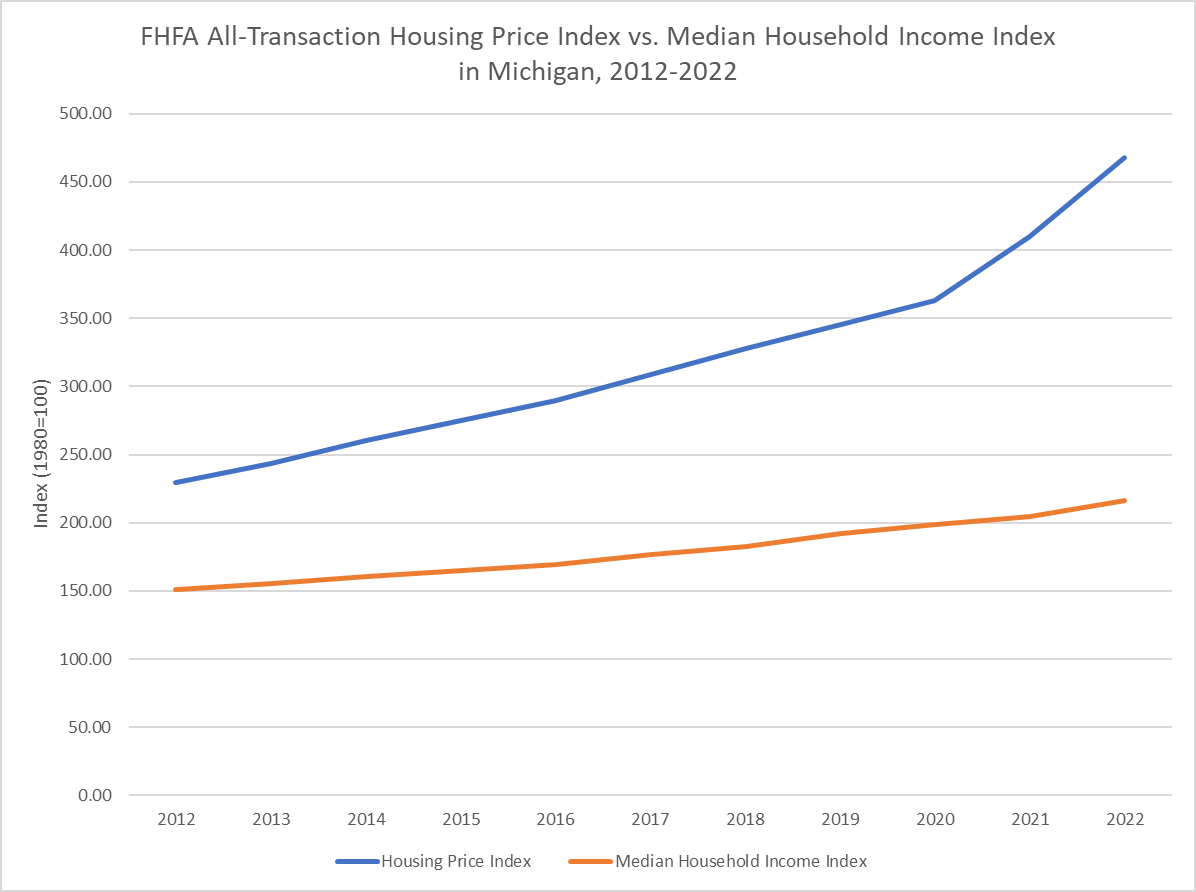 FHFA All-Transaction Housing Price Index vs. Median Household Income Index
in Michigan, 2012-2022
500.00
450.00
400.00
350.00
300.00
250.00
200.00
150.00
100.00
50.00
0.00
Index (1980=100)
2012 2013 2014 2015 2016 2017 2018 2019 2020 2021 2022
Housing Price Index Median Household Income Index